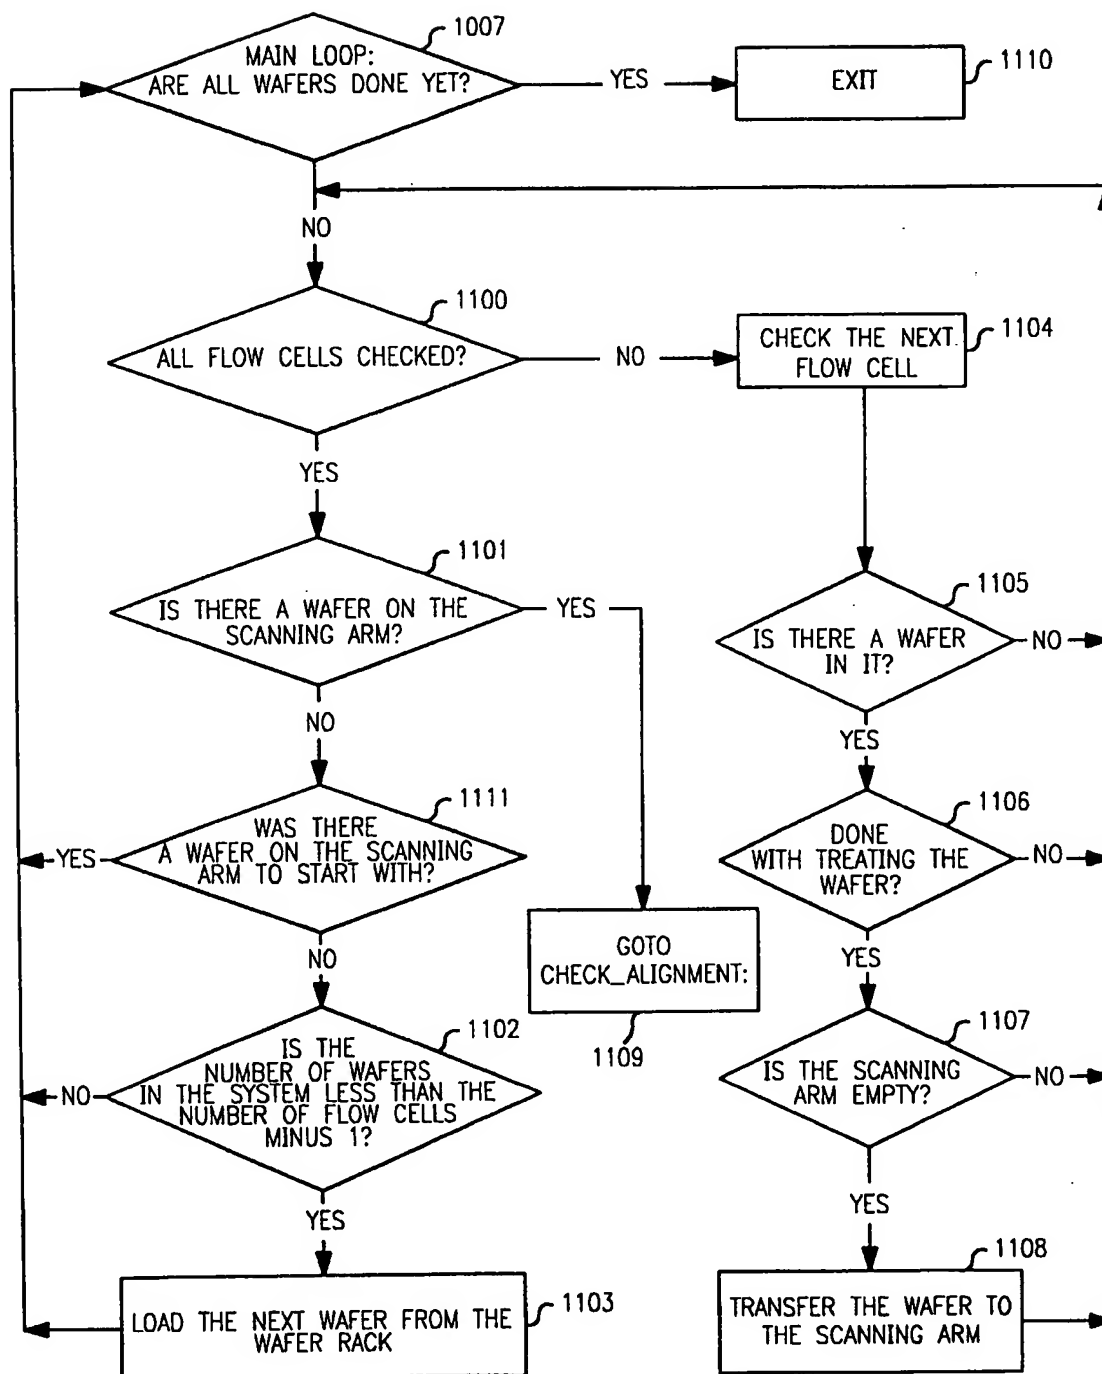 1007
MAIN LOOP:
ARE ALL WAFERS DONE YET?
YES
EXIT
1110
NO
1100
ALL FLOW CELLS CHECKED?
NO
CHECK THE NEXT
FLOW CELL
1104
YES
1101
IS THERE A WAFER ON THE
SCANNING ARM?
YES
1105
IS THERE A WAFER
IN IT?
NO
NO
YES
1111
WAS THERE
A WAFER ON THE SCANNING
ARM TO START WITH?
YES
1106
DONE
WITH TREATING THE
WAFER?
NO
GOTO
CHECK_ALIGNMENT:
1109
NO
YES
1102
IS THE
NUMBER OF WAFERS
IN THE SYSTEM LESS THAN THE
NUMBER OF FLOW CELLS
MINUS 1?
NO
1107
IS THE SCANNING
ARM EMPTY?
NO
YES
YES
LOAD THE NEXT WAFER FROM THE
WAFER RACK
1103
1108
TRANSFER THE WAFER TO
THE SCANNING ARM